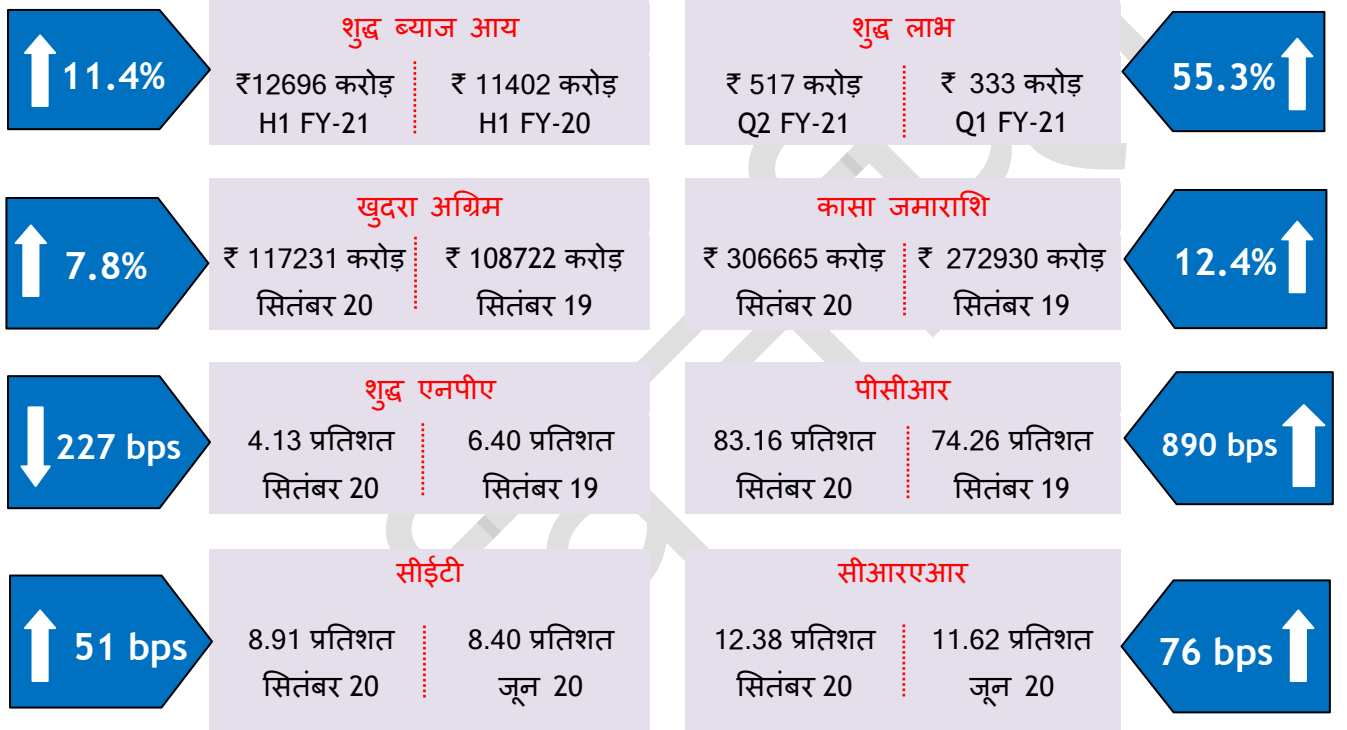 11.4%
शुद्ध ब्याज आय
₹12696 करोड़ ₹ 11402 करोड़
H1 FY-21 H1 FY-20
शुद्ध लाभ
₹ 517 करोड़ ₹ 333 करोड़
Q2 FY-21 Q1 FY-21
55.3%
7.8%
खुदरा अग्रिम
₹ 117231 करोड़ ₹ 108722 करोड़
सितंबर 20 सितंबर 19
कासा जमाराशि
₹ 306665 करोड़ ₹ 272930 करोड़
सितंबर 20 सितंबर 19
12.4%
227 bps
शुद्ध एनपीए
4.13 प्रतिशत 6.40 प्रतिशत
सितंबर 20 सितंबर 19
पीसीआर
83.16 प्रतिशत 74.26 प्रतिशत
सितंबर 20 सितंबर 19
890 bps
51 bps
सीईटी
8.91 प्रतिशत 8.40 प्रतिशत
सितंबर 20 जून 20
सीआरएआर
12.38 प्रतिशत 11.62 प्रतिशत
सितंबर 20 जून 20
76 bps